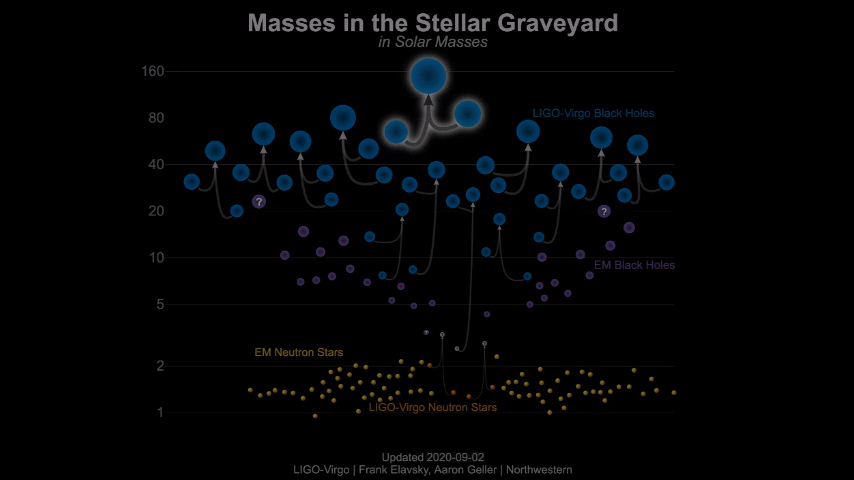 Masses in the Stellar Graveyard
in Solar Masses
160
80
LIGO-Virgo Black Holes
40
?
?
20
10
EM Black Holes
5
EM Neutron Stars
2
LIGO-Virgo Neutron Stars
1
Updated 2020-09-02
LIGO-Virgo | Frank Elavsky, Aaron Geller | Northwestern